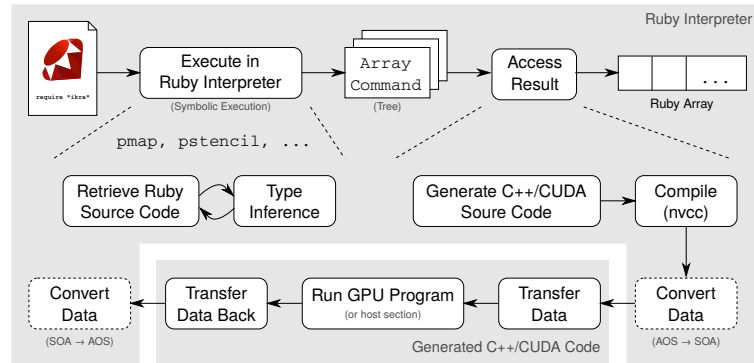 Ruby Interpreter
require "ikra"
Execute in
Ruby Interpreter
(Symbolic Execution)
Array
Command
(Tree)
Access
Result
...
Ruby Array
pmap, pstencil, ...
Retrieve Ruby
Source Code
Type
Inference
Generate C++/CUDA
Soure Code
Compile
(nvcc)
Convert
Data
(SOA → AOS)
Transfer
Data Back
Run GPU Program
(or host section)
Transfer
Data
Convert
Data
(AOS → SOA)
Generated C++/CUDA Code